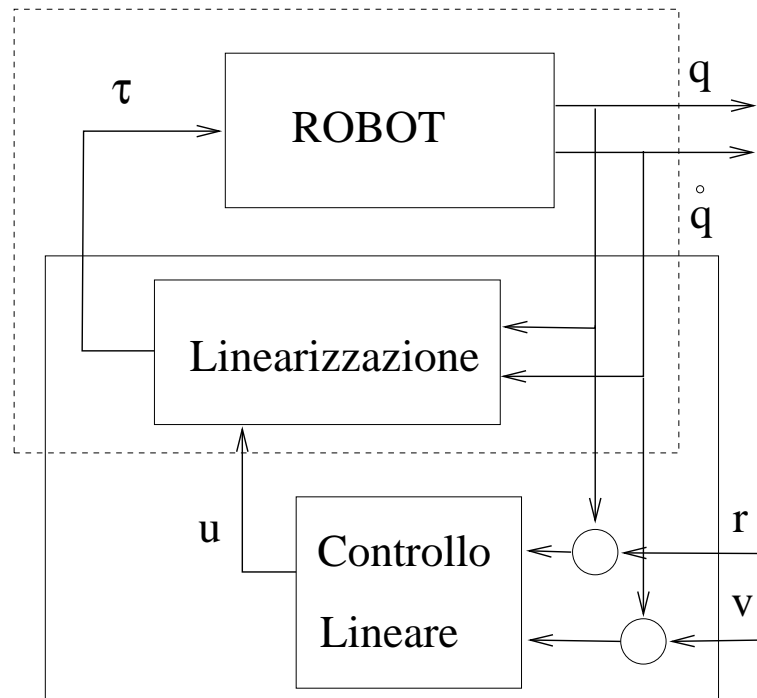 τ
ROBOT
q
q̊
Linearizzazione
u
Controllo
Lineare
r
v